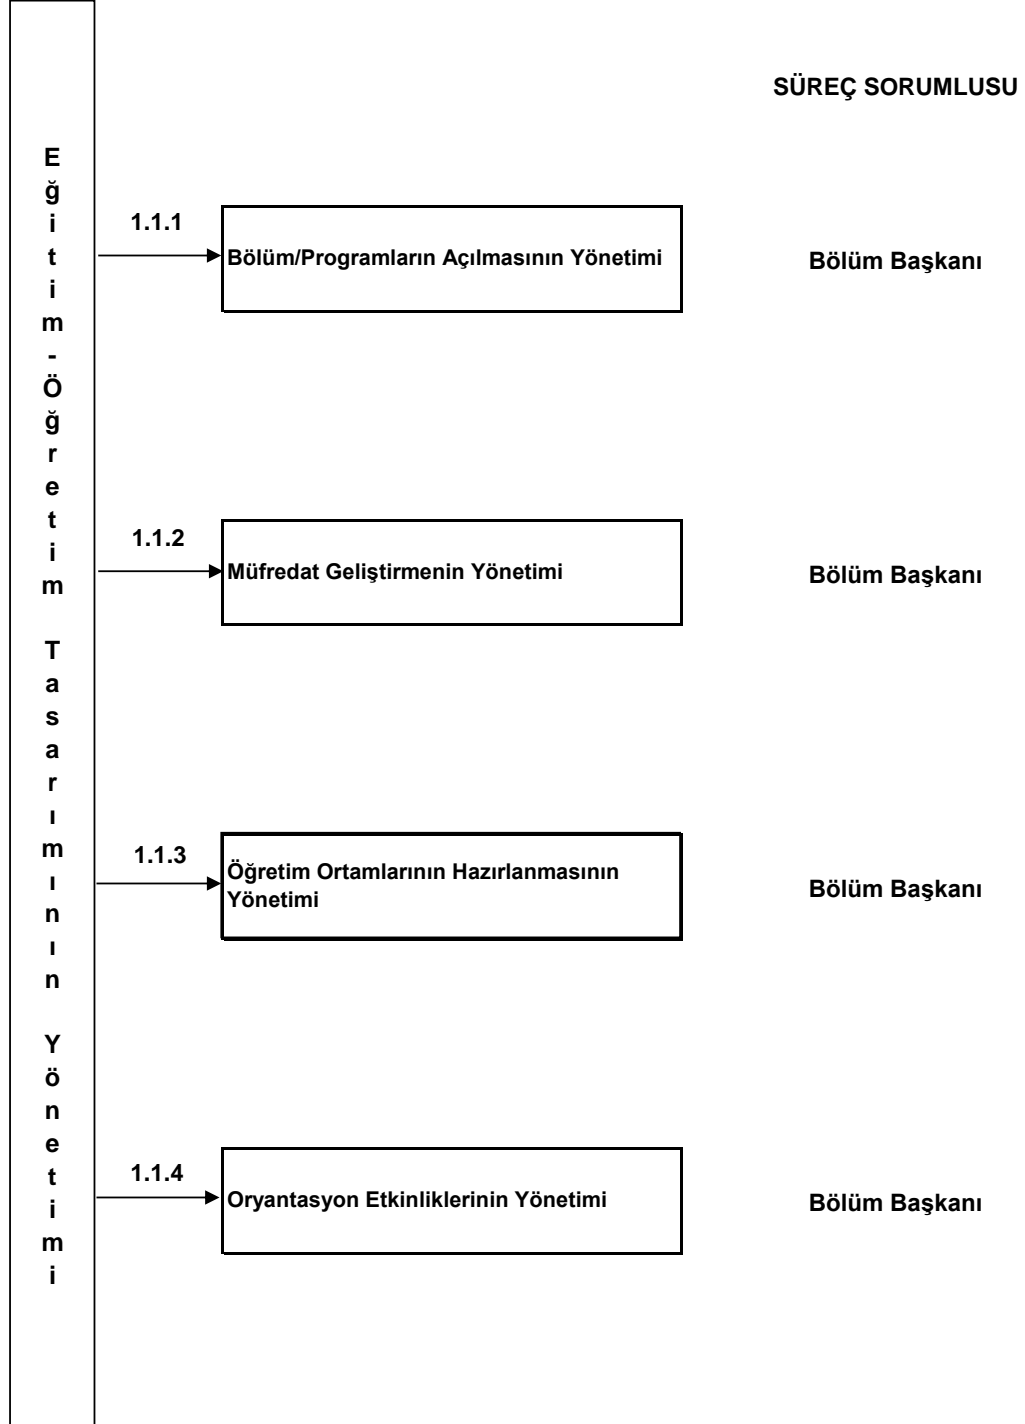 SÜREÇ SORUMLUSU
E
ğ
i
t
i
m
-
Ö
ğ
r
e
t
i
m
T
a
s
a
r
ı
m
ı
n
ı
n
Y
ö
n
e
t
i
m
i
1.1.1
Bölüm/Programların Açılmasının Yönetimi
Bölüm Başkanı
1.1.2
Müfredat Geliştirmenin Yönetimi
Bölüm Başkanı
1.1.3
Öğretim Ortamlarının Hazırlanmasının
Yönetimi
Bölüm Başkanı
1.1.4
Oryantasyon Etkinliklerinin Yönetimi
Bölüm Başkanı